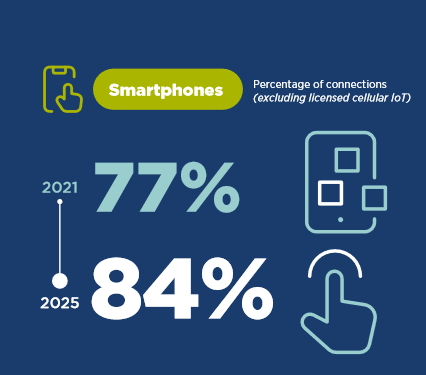 Smartphones
Percentage of connections
(excluding licensed cellular IoT)
2021
77%
2025
84%